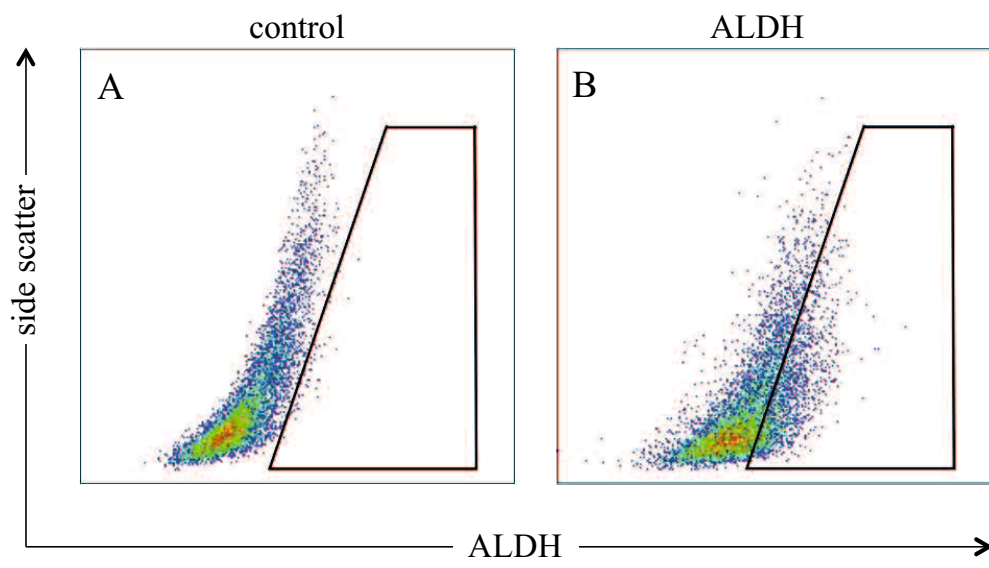 control
ALDH
A
B
side scatter
ALDH